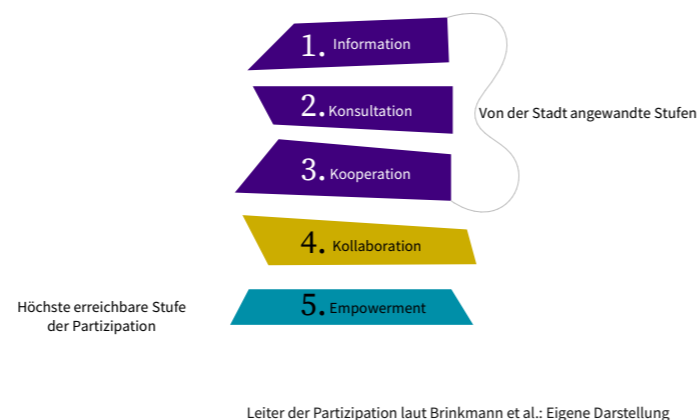 1. Information
2. Konsultation
Von der Stadt angewandte Stufen
3. Kooperation
4. Kollaboration
5. Empowerment
Höchste erreichbare Stufe
der Partizipation
Leiter der Partizipation laut Brinkmann et al.: Eigene Darstellung